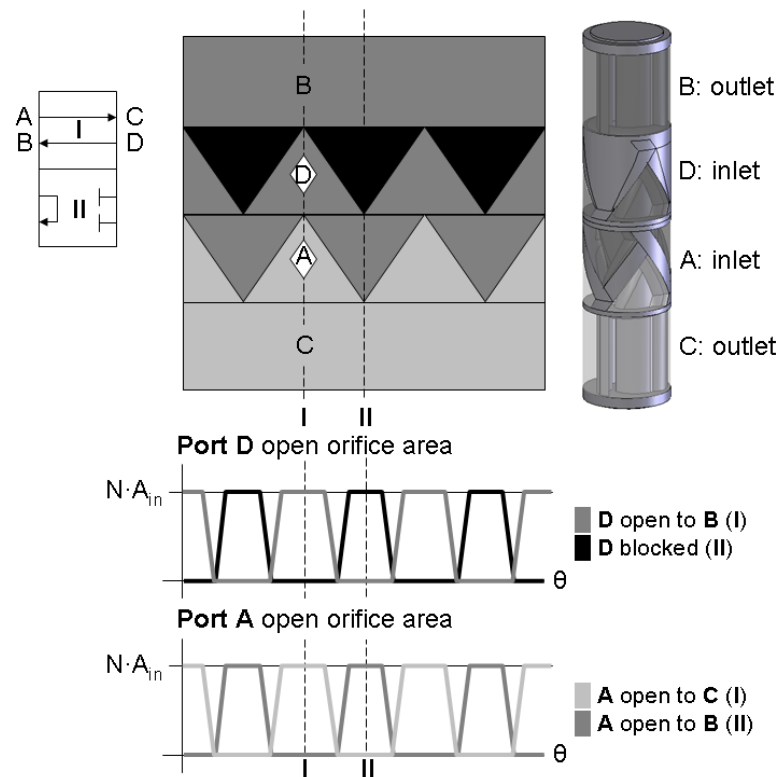 B
B: outlet
A
I
C
B
D
D
D: inlet
II
A
A: inlet
C
C: outlet
I
II
Port D open orifice area
N·A_in
D open to B (I)
D blocked (II)
θ
Port A open orifice area
N·A_in
A open to C (I)
A open to B (II)
θ
I
II